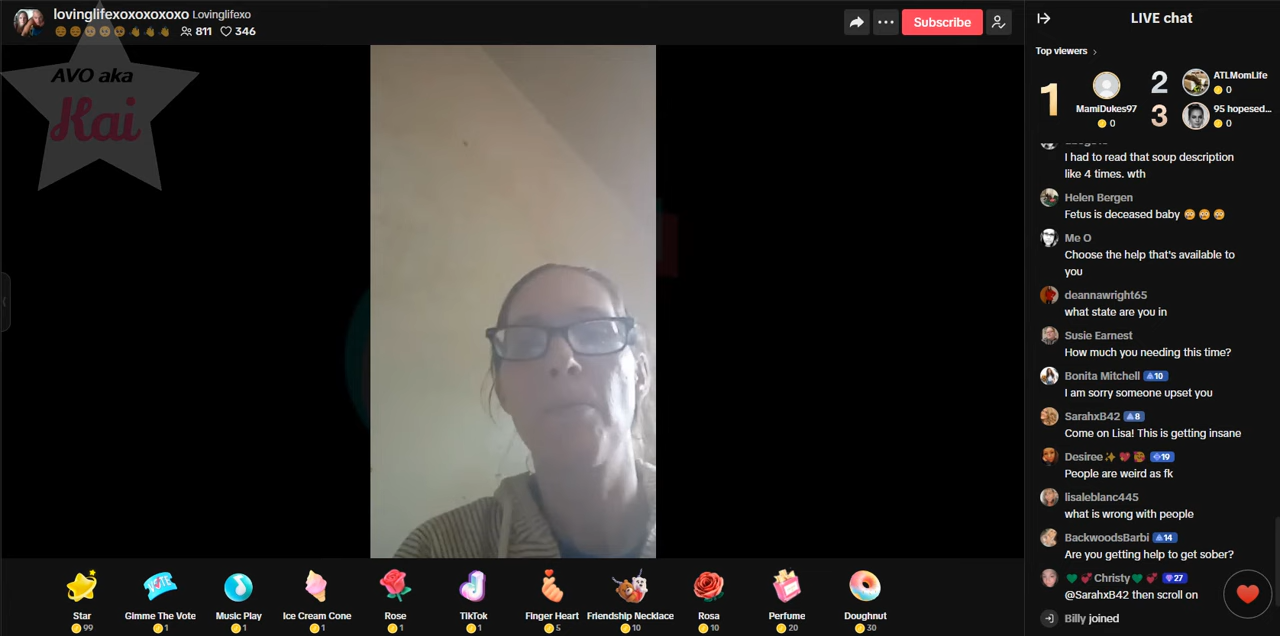 lovinglifexoxoxoxoxo Lovinglifexo
811 346
Subscribe
AVO aka
Kai
LIVE chat
Top viewers
1
MamIDukes97
0
2
ATLMomLife
0
3
95 hopesed...
0
I had to read that soup description
like 4 times. wth
Helen Bergen
Fetus is deceased baby
Me O
Choose the help that's available to
you
deannawright65
what state are you in
Susie Earnest
How much you needing this time?
Bonita Mitchell 10
I am sorry someone upset you
SarahxB42 8
Come on Lisa! This is getting insane
Desiree 19
People are weird as fk
lisaleblanc445
what is wrong with people
BackwoodsBarbi 14
Are you getting help to get sober?
Christy 27
@SarahxB42 then scroll on
Billy joined
Star
99
Gimme The Vote
1
Music Play
1
Ice Cream Cone
1
Rose
1
TikTok
1
Finger Heart
5
Friendship Necklace
10
Rosa
10
Perfume
20
Doughnut
30